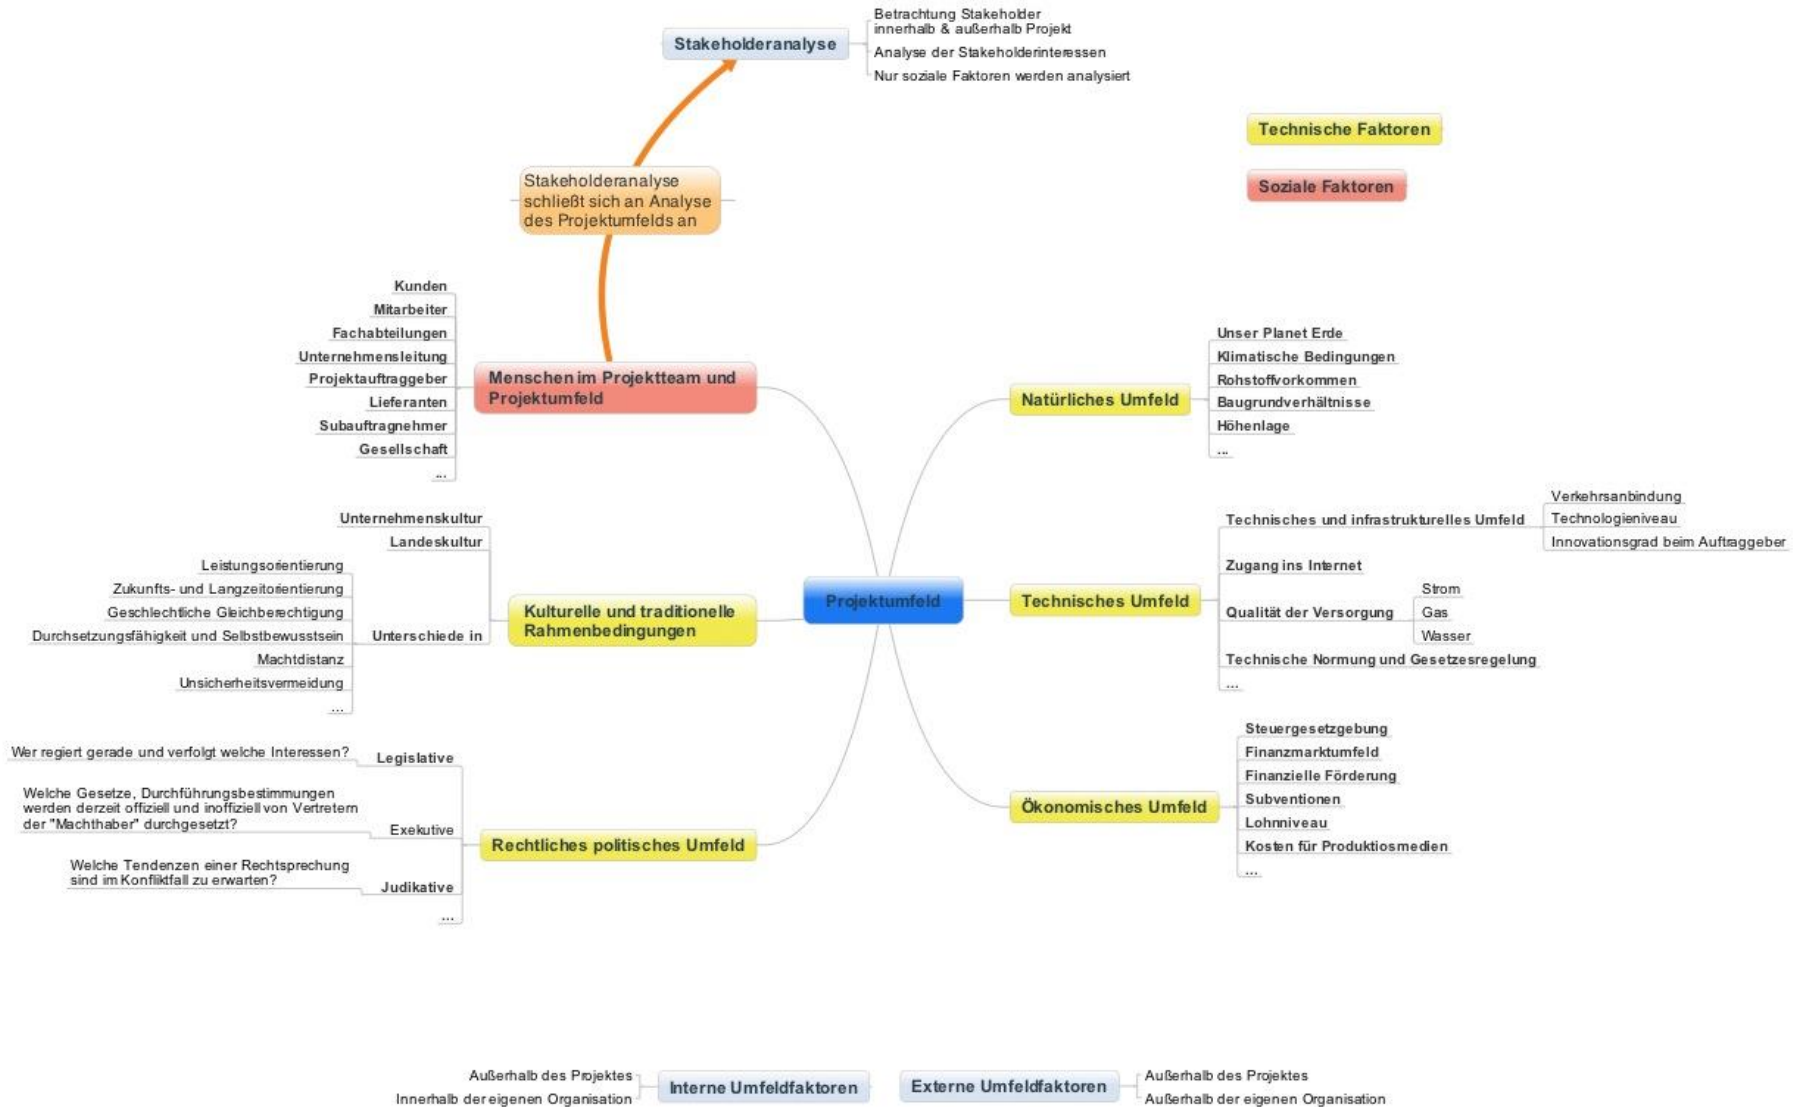 Stakeholderanalyse
Betrachtung Stakeholder
innerhalb & außerhalb Projekt
Analyse der Stakeholderinteressen
Nur soziale Faktoren werden analysiert
Technische Faktoren
Soziale Faktoren
Stakeholderanalyse
schließt sich an Analyse
des Projektumfelds an
Kunden
Mitarbeiter
Fachabteilungen
Unternehmensleitung
Projektauftraggeber
Lieferanten
Subauftragnehmer
Gesellschaft
...
Menschen im Projektteam und
Projektumfeld
Natürliches Umfeld
Unser Planet Erde
Klimatische Bedingungen
Rohstoffvorkommen
Baugrundverhältnisse
Höhenlage
...
Unternehmenskultur
Landeskultur
Leistungsorientierung
Zukunfts- und Langzeitorientierung
Geschlechtliche Gleichberechtigung
Durchsetzungsfähigkeit und Selbstbewusstsein
Machtdistanz
Unsicherheitsvermeidung
...
Unterschiede in
Kulturelle und traditionelle
Rahmenbedingungen
Projektumfeld
Technisches Umfeld
Technisches und infrastrukturelles Umfeld
Verkehrsanbindung
Technologieniveau
Innovationsgrad beim Auftraggeber
Zugang ins Internet
Qualität der Versorgung
Strom
Gas
Wasser
Technische Normung und Gesetzesregelung
...
Wer regiert gerade und verfolgt welche Interessen?
Legislative
Welche Gesetze, Durchführungsbestimmungen
werden derzeit offiziell und inoffiziell von Vertretern
der "Machthaber" durchgesetzt?
Exekutive
Welche Tendenzen einer Rechtsprechung
sind im Konfliktfall zu erwarten?
Judikative
...
Rechtliches politisches Umfeld
Ökonomisches Umfeld
Steuergesetzgebung
Finanzmarktumfeld
Finanzielle Förderung
Subventionen
Lohnniveau
Kosten für Produktiosmedien
...
Außerhalb des Projektes
Innerhalb der eigenen Organisation
Interne Umfeldfaktoren
Externe Umfeldfaktoren
Außerhalb des Projektes
Außerhalb der eigenen Organisation